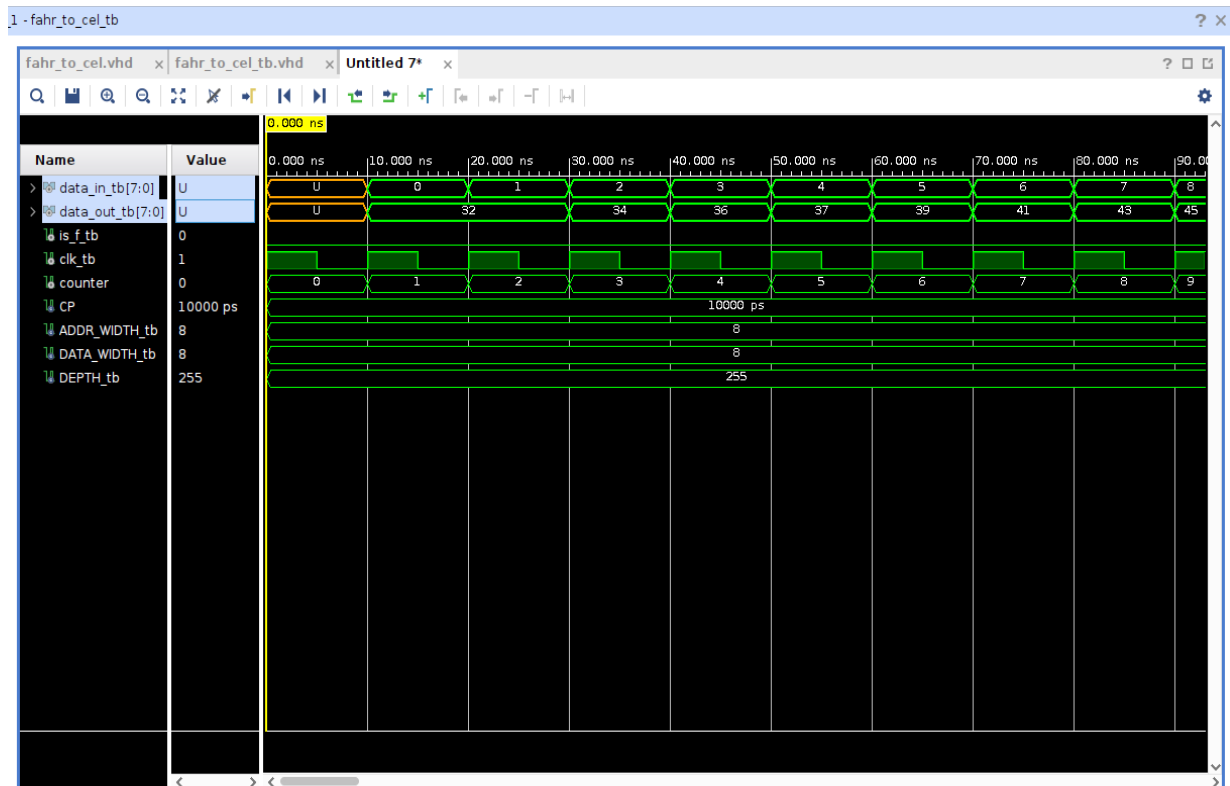 _1 - fahr_to_cel_tb ? X
fahr_to_cel.vhd x fahr_to_cel_tb.vhd x Untitled 7* x ?
0.000 ns
Name Value 0.000 ns 10.000 ns 20.000 ns 30.000 ns 40.000 ns 50.000 ns 60.000 ns 70.000 ns 80.000 ns 90.00
> data_in_tb[7:0] U U 0 1 2 3 4 5 6 7 8
> data_out_tb[7:0] U U 32 34 36 37 39 41 43 45
is_f_tb 0
clk_tb 1
counter 0 0 1 2 3 4 5 6 7 8 9
CP 10000 ps 10000 ps
ADDR_WIDTH_tb 8 8
DATA_WIDTH_tb 8 8
DEPTH_tb 255 255